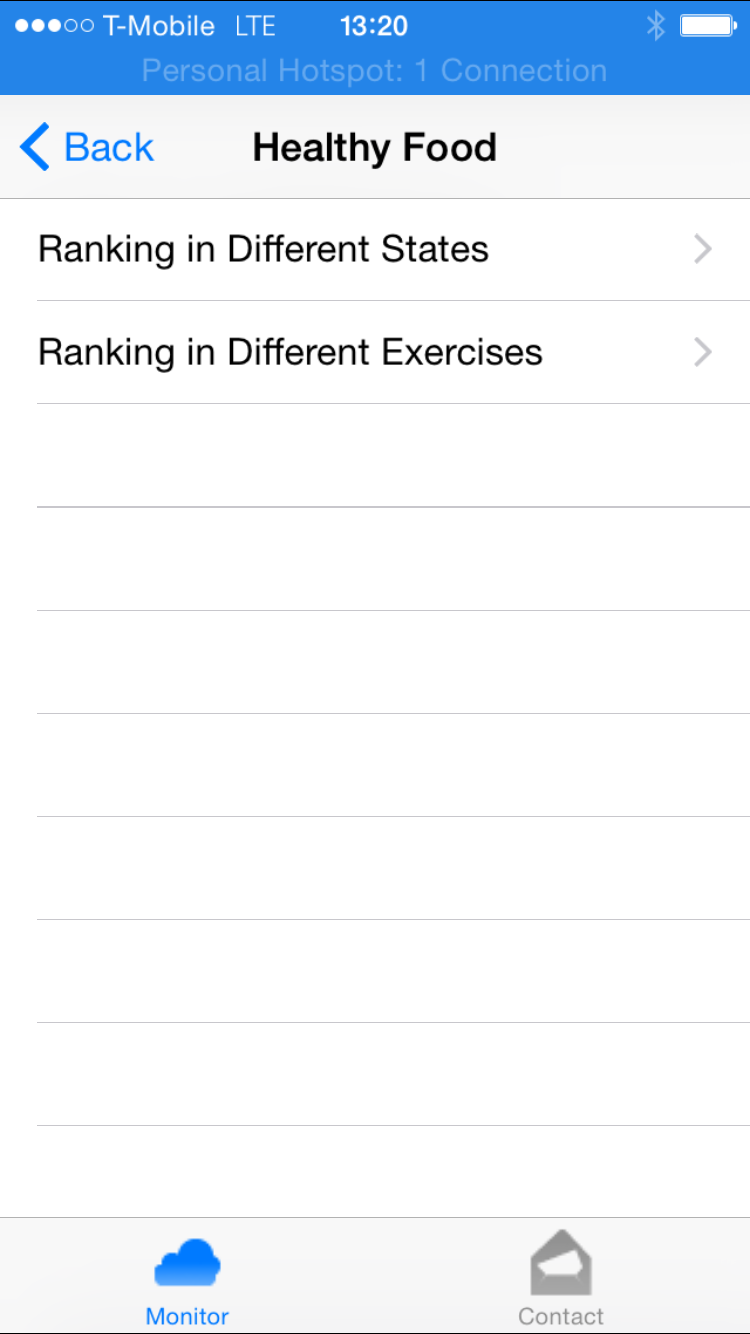 T-Mobile LTE 13:20
Personal Hotspot: 1 Connection
Back Healthy Food
Ranking in Different States
Ranking in Different Exercises
Monitor Contact